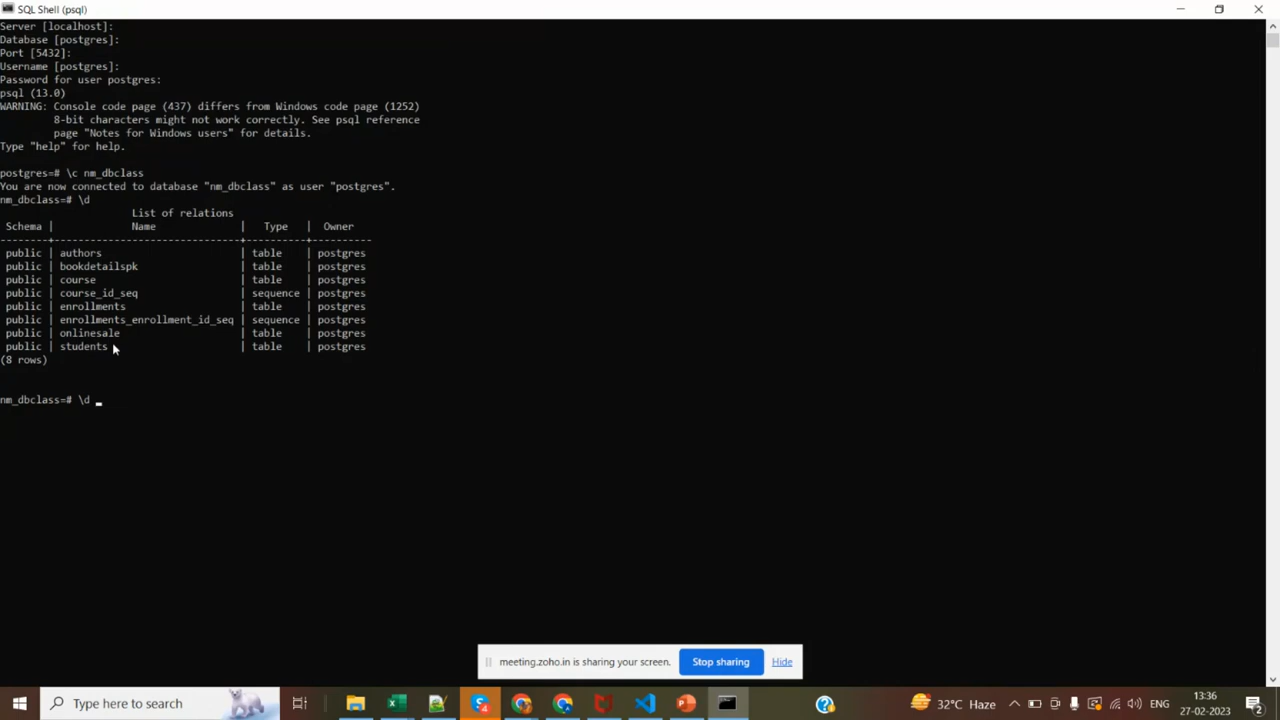 SQL Shell (psql)
Server [localhost]:
Database [postgres]:
Port [5432]:
Username [postgres]:
Password for user postgres:
psql (13.0)
WARNING: Console code page (437) differs from Windows code page (1252)
8-bit characters might not work correctly. See psql reference
page "Notes for Windows users" for details.
Type "help" for help.
postgres=# \c nm_dbclass
You are now connected to database "nm_dbclass" as user "postgres".
nm_dbclass=# \d
List of relations
Schema | Name | Type | Owner
--------+-------------------------------+----------+----------
public | authors | table | postgres
public | bookdetailspk | table | postgres
public | course | table | postgres
public | course_id_seq | sequence | postgres
public | enrollments | table | postgres
public | enrollments_enrollment_id_seq | sequence | postgres
public | onlinesale | table | postgres
public | students | table | postgres
(8 rows)
nm_dbclass=# \d _
meeting.zoho.in is sharing your screen. Stop sharing Hide
Type here to search
32°C Haze
ENG
13:36
27-02-2023
2